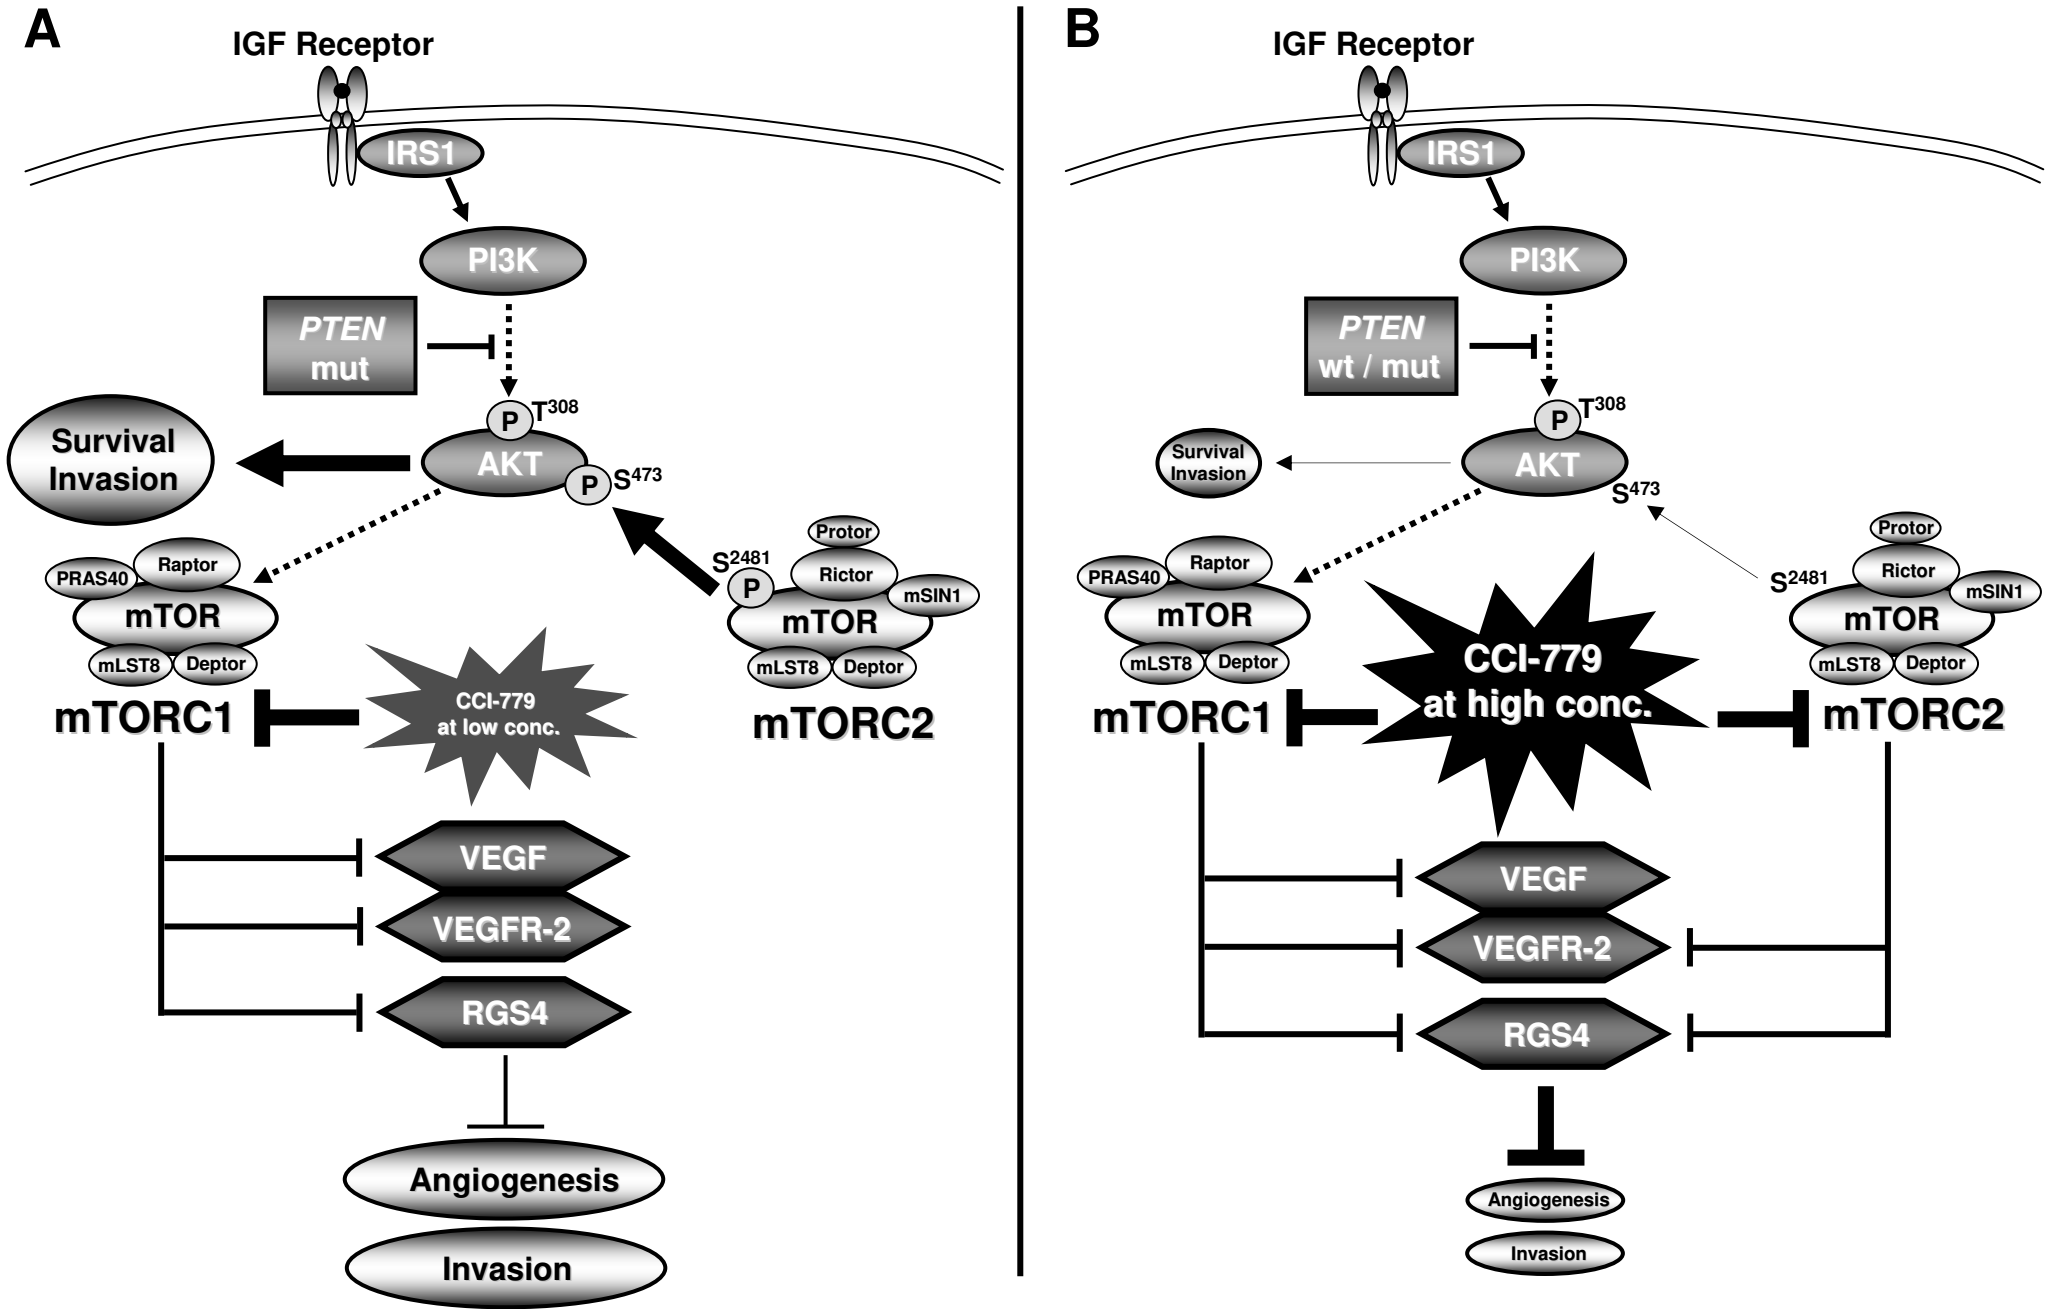 A
IGF Receptor
IRS1
PI3K
PTEN
mut
P
T308
Survival
Invasion
AKT
P
S473
Protor
S2481
P
Rictor
mSIN1
mTOR
mLST8
Deptor
mTORC2
Raptor
PRAS40
mTOR
mLST8
Deptor
mTORC1
CCI-779
at low conc.
VEGF
VEGFR-2
RGS4
Angiogenesis
Invasion
B
IGF Receptor
IRS1
PI3K
PTEN
wt / mut
P
T308
Survival
Invasion
AKT
S473
Protor
S2481
Rictor
mSIN1
mTOR
mLST8
Deptor
mTORC2
Raptor
PRAS40
mTOR
mLST8
Deptor
mTORC1
CCI-779
at high conc.
VEGF
VEGFR-2
RGS4
Angiogenesis
Invasion